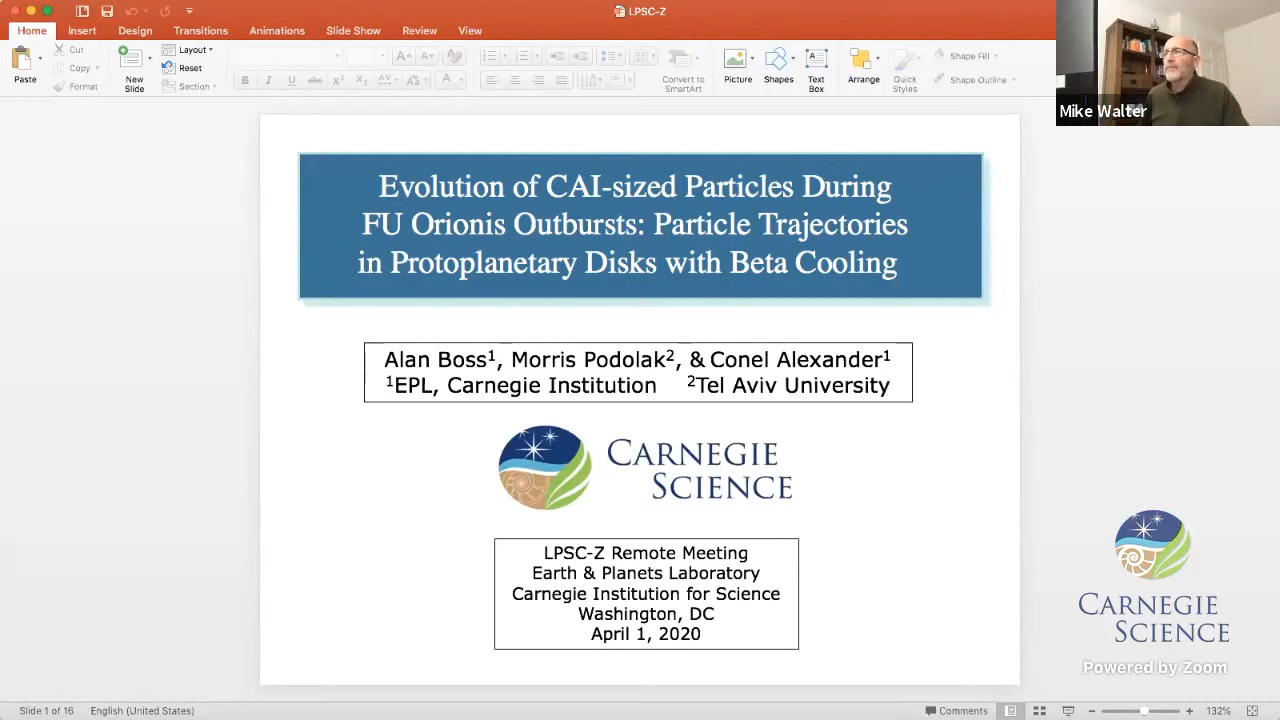 LPSC-Z
Home Insert Design Transitions Animations Slide Show Review View
Paste
Cut
Copy
Format
New
Slide
Layout
Reset
Section
B I U abe X² X₂ AV Aa A
Convert to
SmartArt
Picture
Shapes
Text
Box
Arrange
Quick
Styles
Shape Fill
Shape Outline
Mike Walter
Evolution of CAI-sized Particles During
FU Orionis Outbursts: Particle Trajectories
in Protoplanetary Disks with Beta Cooling
Alan Boss¹, Morris Podolak², & Conel Alexander¹
¹EPL, Carnegie Institution ²Tel Aviv University
CARNEGIE
SCIENCE
LPSC-Z Remote Meeting
Earth & Planets Laboratory
Carnegie Institution for Science
Washington, DC
April 1, 2020
CARNEGIE
SCIENCE
Powered by Zoom
Slide 1 of 16 English (United States) Comments 132%